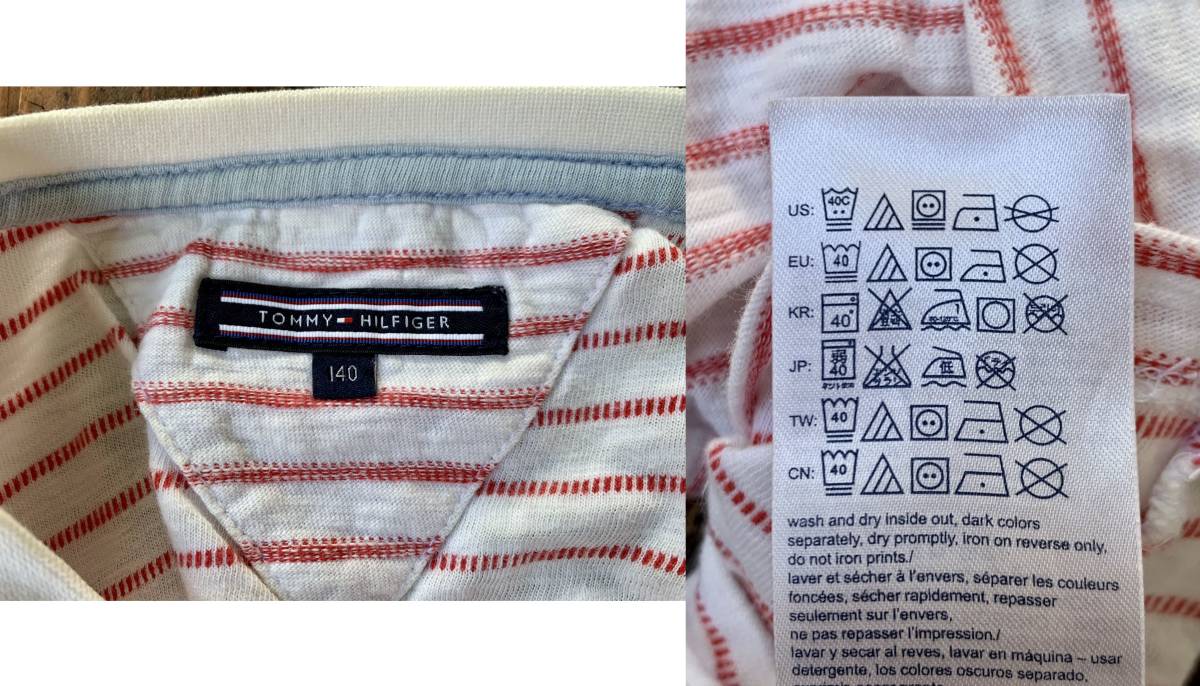 TOMMY HILFIGER
140
US: 40C
EU: 40
KR: 40
JP: 弱 40 低
TW: 40
CN: 40
wash and dry inside out, dark colors
separately, dry promptly, iron on reverse only,
do not iron prints./
laver et sécher à l'envers, séparer les couleurs
foncées, sécher rapidement, repasser
seulement sur l'envers,
ne pas repasser l'impression./
lavar y secar al reves, lavar en máquina – usar
detergente, los colores oscuros separado,